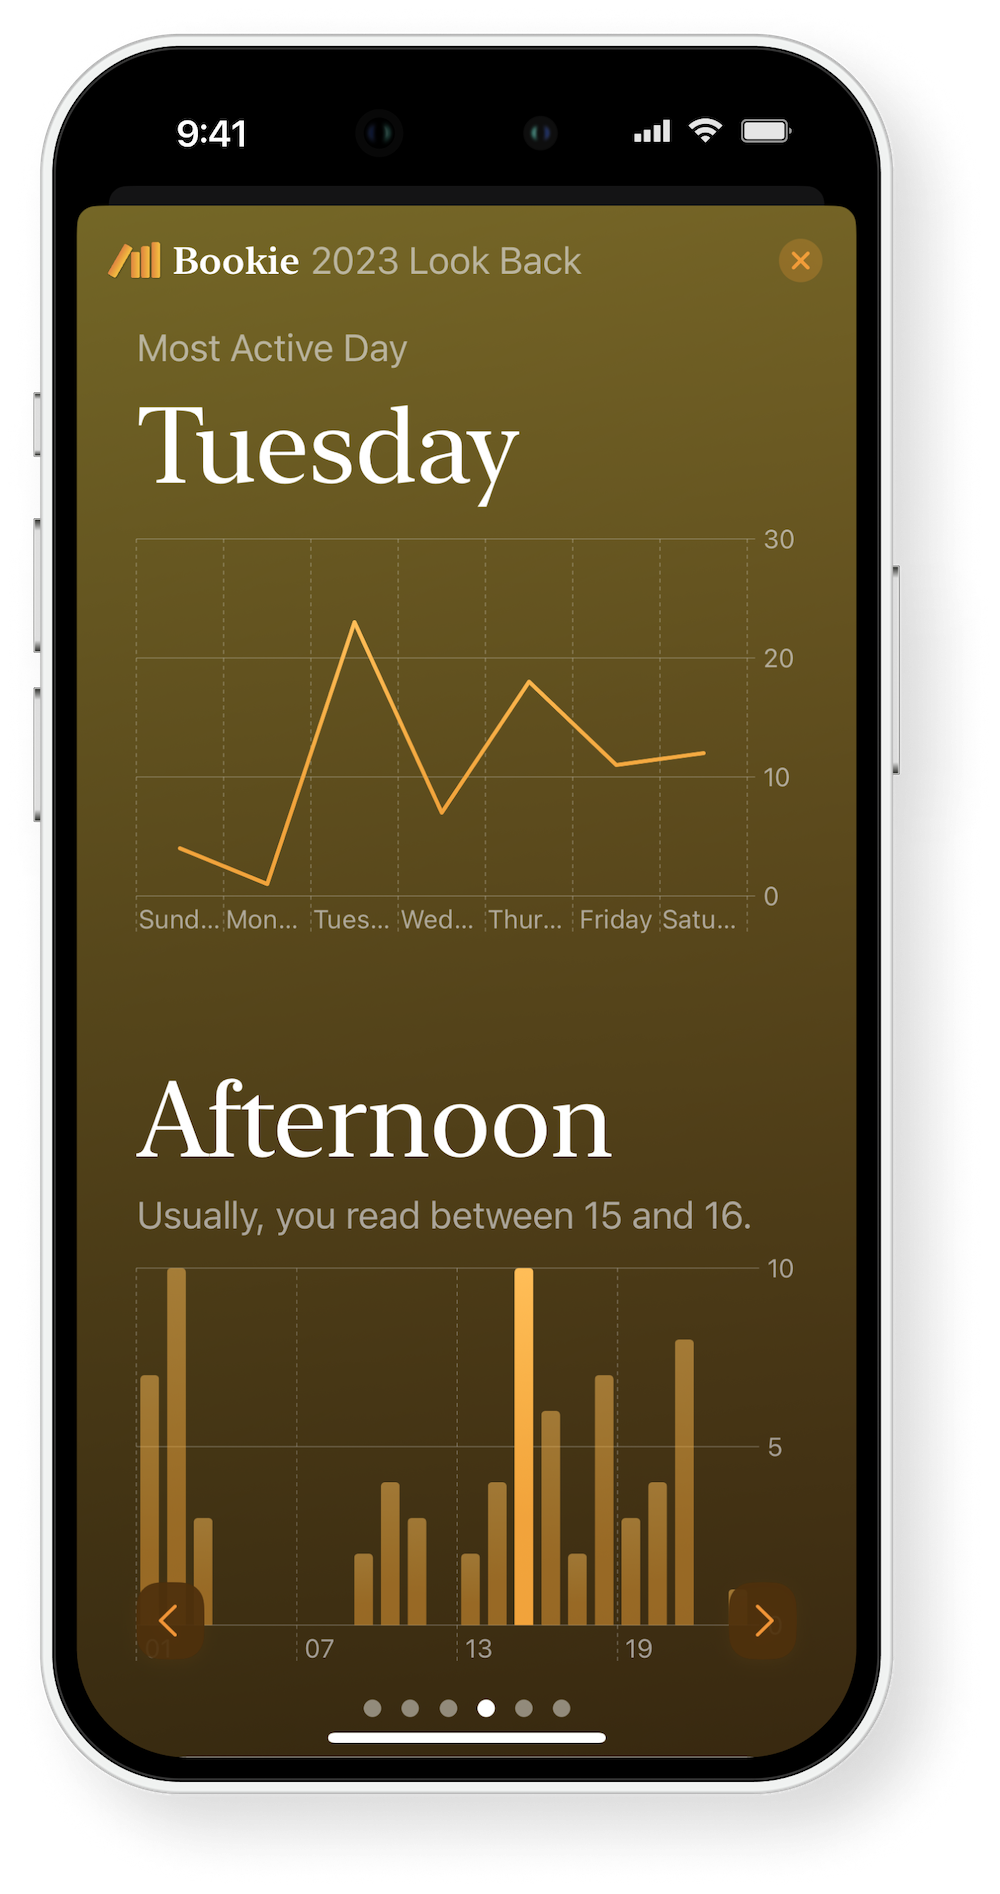 9:41
Bookie 2023 Look Back
Most Active Day
Tuesday
30
20
10
0
Sund... Mon... Tues... Wed... Thur... Friday Satu...
Afternoon
Usually, you read between 15 and 16.
10
5
0
01 07 13 19